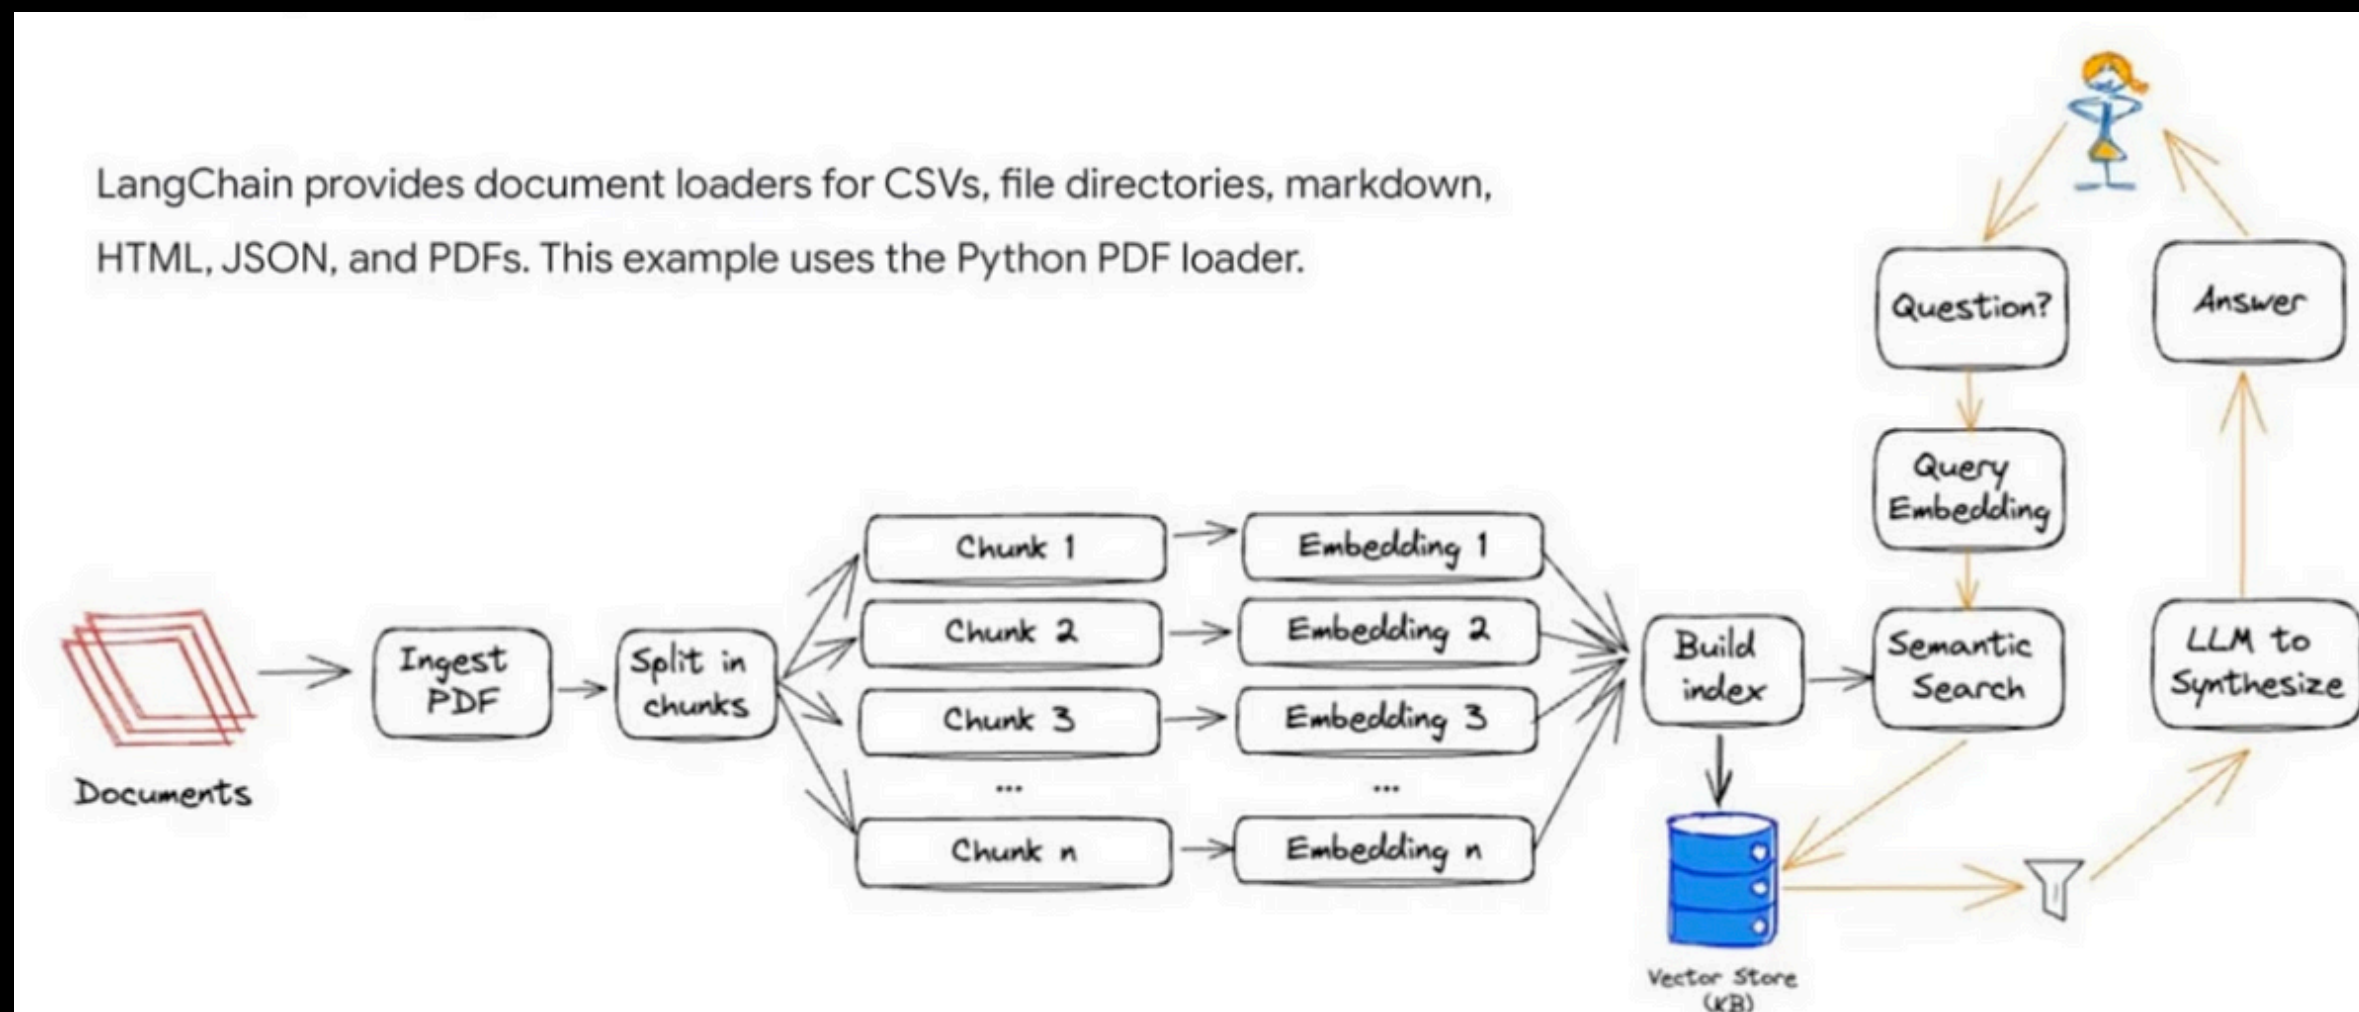 LangChain provides document loaders for CSVs, file directories, markdown,
HTML, JSON, and PDFs. This example uses the Python PDF loader.
Question?
Answer
Query
Embedding
Chunk 1
Embedding 1
Chunk 2
Embedding 2
Chunk 3
Embedding 3
...
...
Chunk n
Embedding n
Documents
Ingest
PDF
Split in
chunks
Build
index
Semantic
Search
LLM to
Synthesize
Vector Store
(KB)